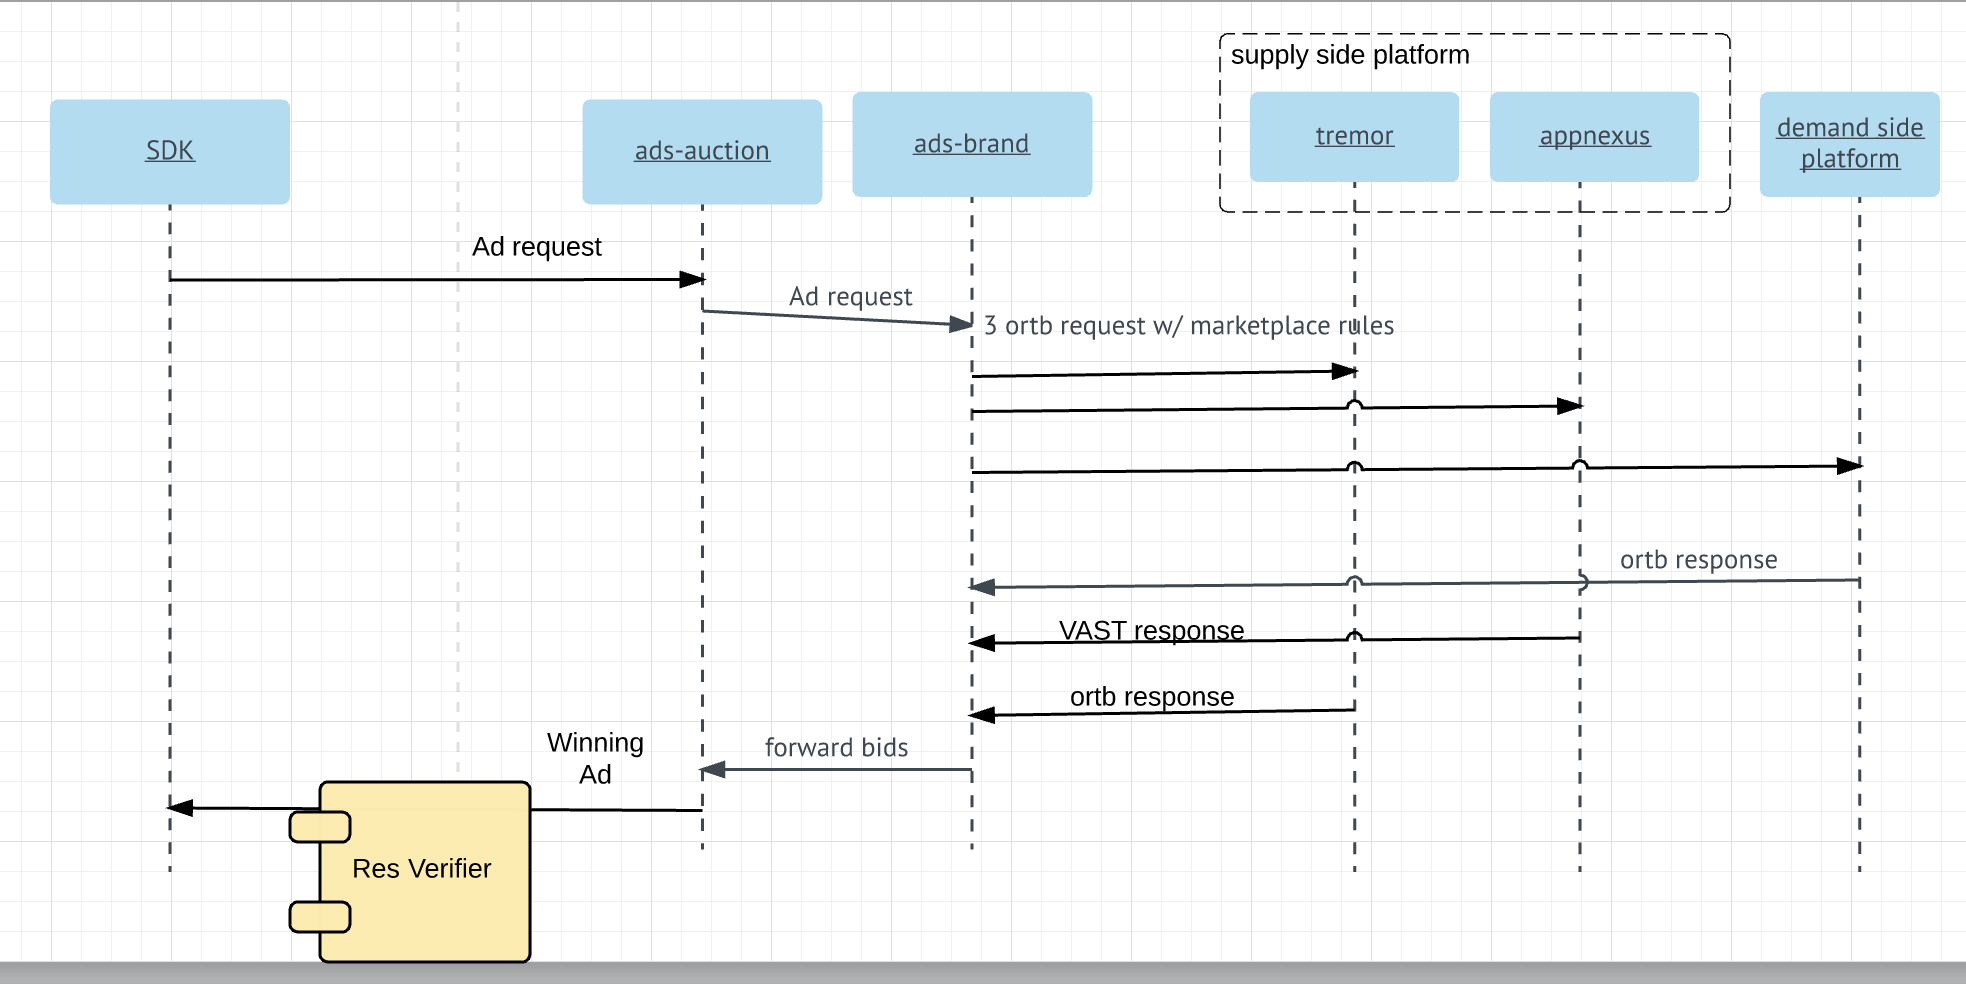 supply side platform
SDK
ads-auction
ads-brand
tremor
appnexus
demand side
platform
Ad request
Ad request
3 ortb request w/ marketplace rules
ortb response
VAST response
ortb response
forward bids
Winning
Ad
Res Verifier